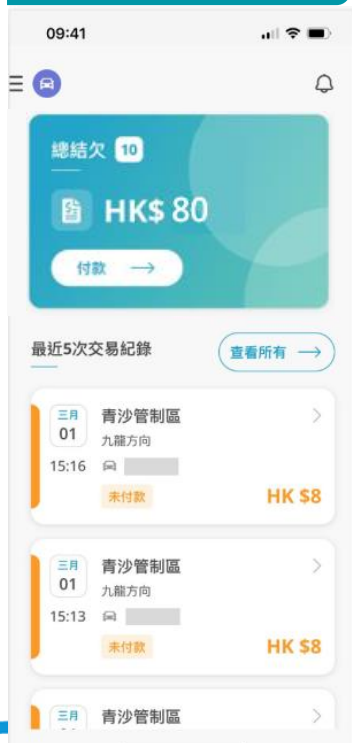 09:41
總結欠 10
HK$ 80
付款 →
最近5次交易紀錄
查看所有 →
三月
01
青沙管制區
九龍方向
15:16
未付款
HK $8
三月
01
青沙管制區
九龍方向
15:13
未付款
HK $8
三月
青沙管制區